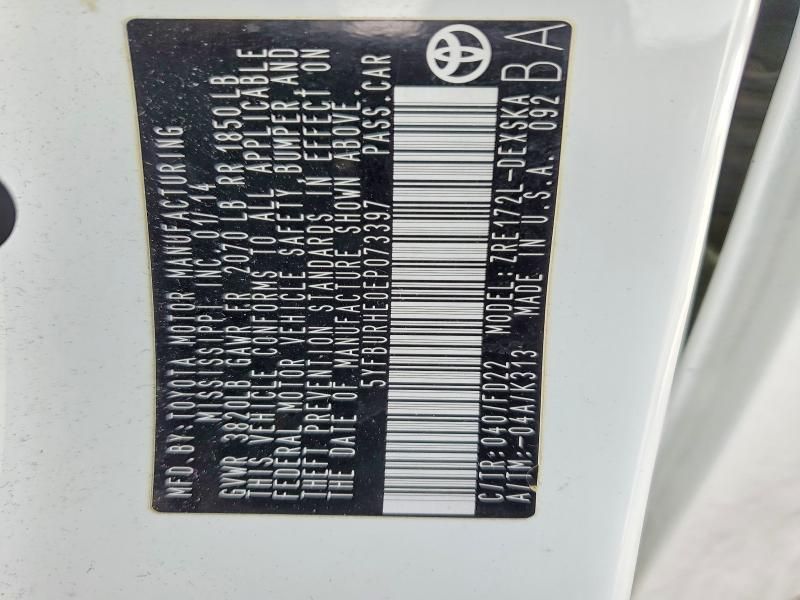 MFD.BY:TOYOTA MOTOR MANUFACTURING
MISSISSIPPI INC.01/14
GVWR 3820LB GAWR FR 2070 LB RR 1850 LB
THIS VEHICLE CONFORMS TO ALL APPLICABLE
FEDERAL MOTOR VEHICLE SAFETY,BUMPER,AND
THEFT PREVENTION STANDARDS IN EFFECT ON
THE DATE OF MANUFACTURE SHOWN ABOVE.
5YFBURHE0EP073397 PASS.CAR
C/TR:040/FD22 MODEL:ZRE172L-DEXSKA
A/TM:-04A/K313 MADE IN U.S.A. 092 BA